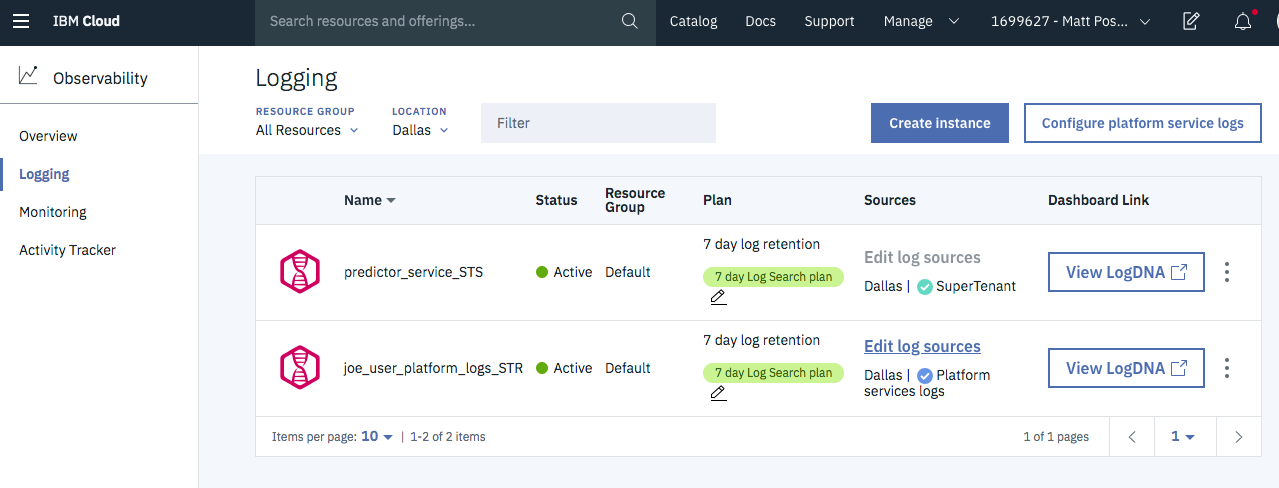 IBM Cloud
Search resources and offerings...
Catalog
Docs
Support
Manage
1699627 - Matt Pos...
Observability
Overview
Logging
Monitoring
Activity Tracker
Logging
RESOURCE GROUP
All Resources
LOCATION
Dallas
Filter
Create instance
Configure platform service logs
Name
Status
Resource
Group
Plan
Sources
Dashboard Link
predictor_service_STS
Active
Default
7 day log retention
7 day Log Search plan
Edit log sources
Dallas | SuperTenant
View LogDNA
joe_user_platform_logs_STR
Active
Default
7 day log retention
7 day Log Search plan
Edit log sources
Dallas | Platform
services logs
View LogDNA
Items per page: 10 | 1-2 of 2 items
1 of 1 pages
1